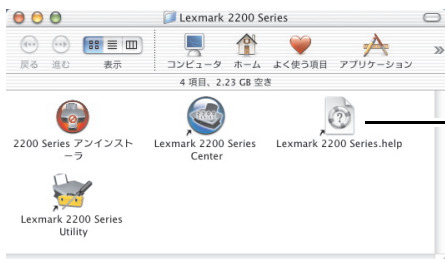 Lexmark 2200 Series
戻る 進む 表示 コンピュータ ホーム よく使う項目 アプリケーション
4 項目、2.23 GB 空き
2200 Series アンインスト
ーラ
Lexmark 2200 Series
Center
Lexmark 2200 Series.help
Lexmark 2200 Series
Utility